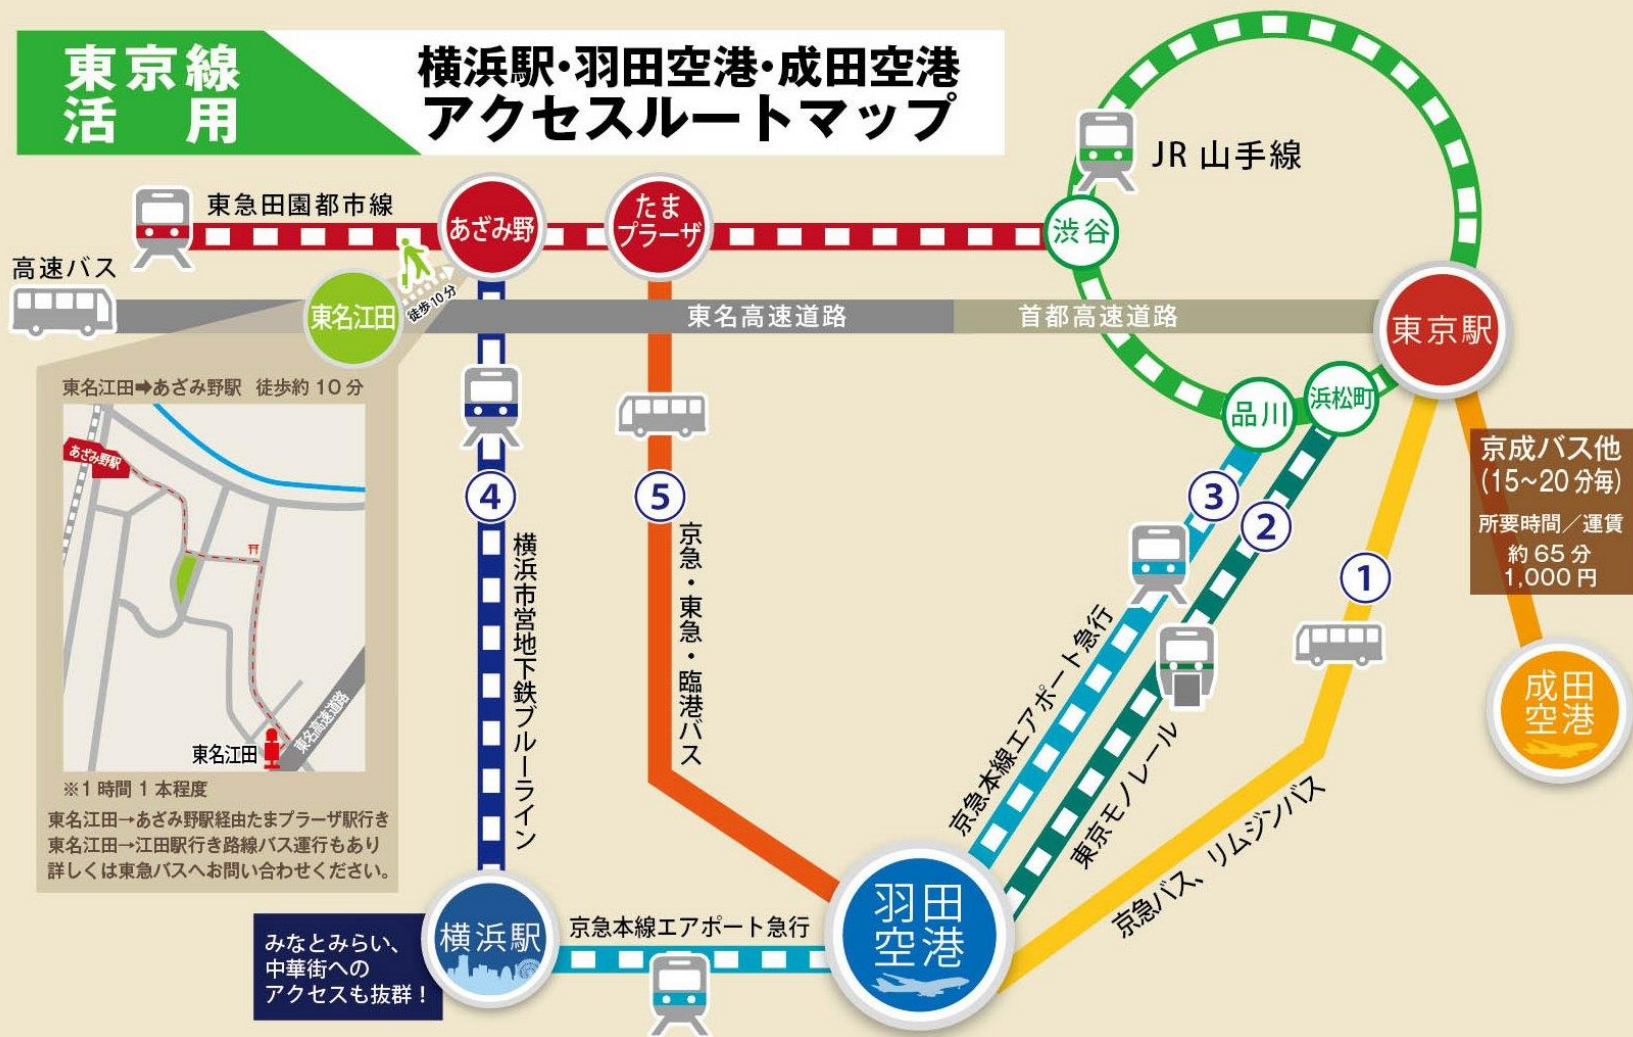 東京線
活用
横浜駅・羽田空港・成田空港
アクセスルートマップ
JR 山手線
東急田園都市線
あざみ野
たま
プラーザ
渋谷
高速バス
東名江田
徒歩10分
東名高速道路
首都高速道路
東京駅
品川
浜松町
東名江田➡あざみ野駅 徒歩約10分
あざみ野駅
東名高速道路
東名江田
※1時間1本程度
東名江田→あざみ野駅経由たまプラーザ駅行き
東名江田→江田駅行き路線バス運行もあり
詳しくは東急バスへお問い合わせください。
④
横浜市営地下鉄ブルーライン
⑤
京急・東急・臨港バス
③
京急本線エアポート急行
②
東京モノレール
①
京急バス、リムジンバス
京成バス他
(15~20分毎)
所要時間／運賃
約65分
1,000円
成田
空港
みなとみらい、
中華街への
アクセスも抜群！
横浜駅
京急本線エアポート急行
羽田
空港